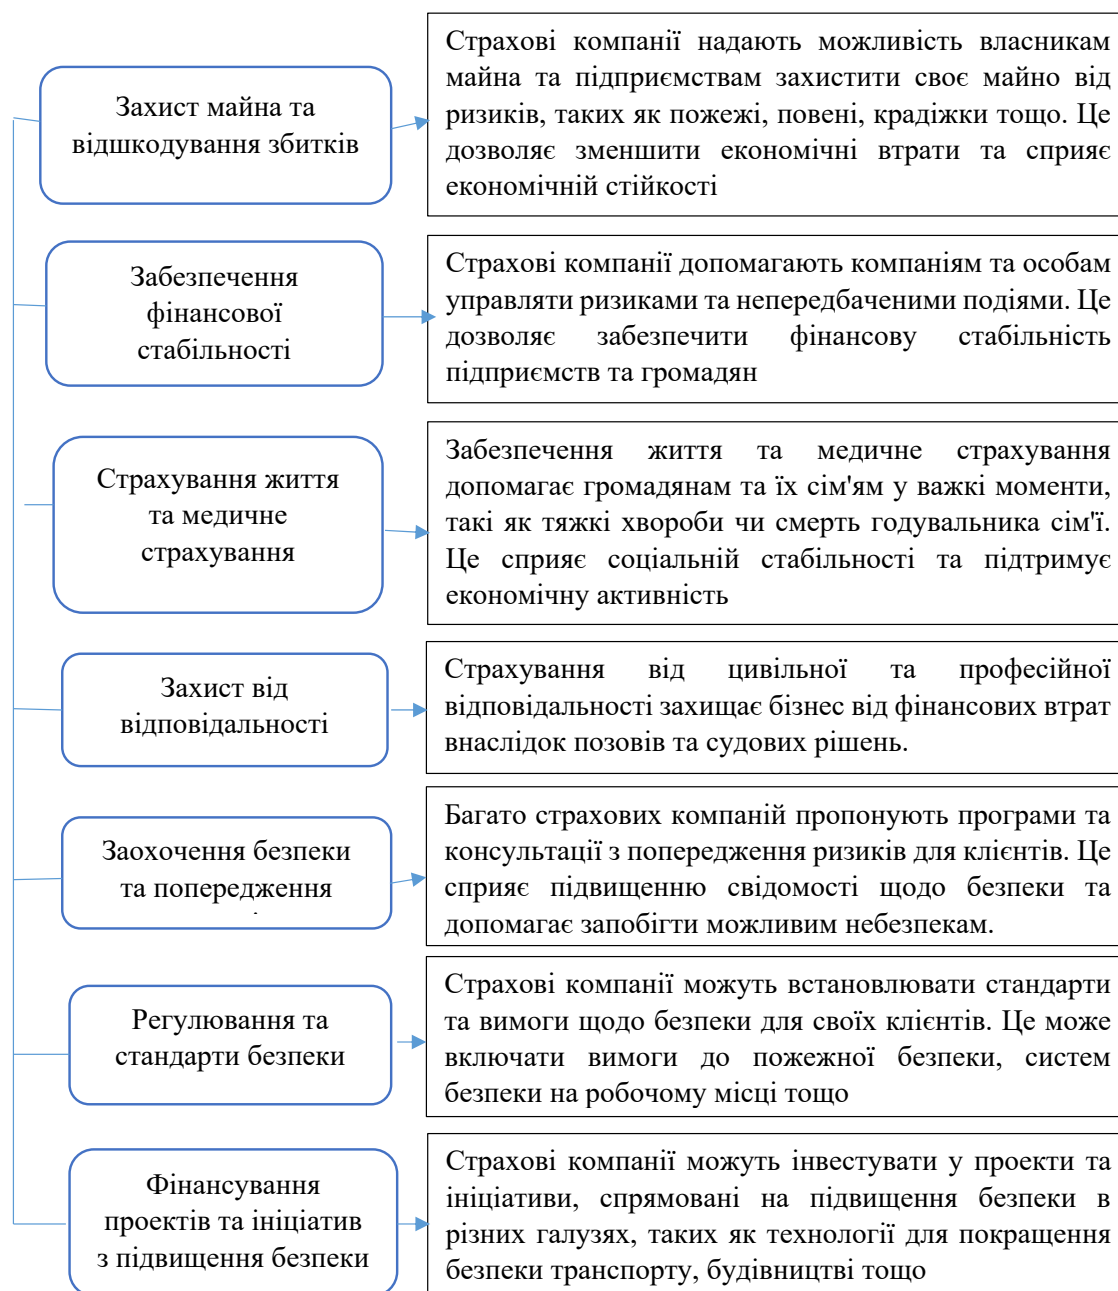 Захист майна та
відшкодування збитків
Страхові компанії надають можливість власникам
майна та підприємствам захистити своє майно від
ризиків, таких як пожежі, повені, крадіжки тощо. Це
дозволяє зменшити економічні втрати та сприяє
економічній стійкості
Забезпечення
фінансової
стабільності
Страхові компанії допомагають компаніям та особам
управляти ризиками та непередбаченими подіями. Це
дозволяє забезпечити фінансову стабільність
підприємств та громадян
Страхування життя
та медичне
страхування
Забезпечення життя та медичне страхування
допомагає громадянам та їх сім'ям у важкі моменти,
такі як тяжкі хвороби чи смерть годувальника сім'ї.
Це сприяє соціальній стабільності та підтримує
економічну активність
Захист від
відповідальності
Страхування від цивільної та професійної
відповідальності захищає бізнес від фінансових втрат
внаслідок позовів та судових рішень.
Заохочення безпеки
та попередження
Багато страхових компаній пропонують програми та
консультації з попередження ризиків для клієнтів. Це
сприяє підвищенню свідомості щодо безпеки та
допомагає запобігти можливим небезпекам.
Регулювання та
стандарти безпеки
Страхові компанії можуть встановлювати стандарти
та вимоги щодо безпеки для своїх клієнтів. Це може
включати вимоги до пожежної безпеки, систем
безпеки на робочому місці тощо
Фінансування
проектів та ініціатив
з підвищення безпеки
Страхові компанії можуть інвестувати у проекти та
ініціативи, спрямовані на підвищення безпеки в
різних галузях, таких як технології для покращення
безпеки транспорту, будівництві тощо